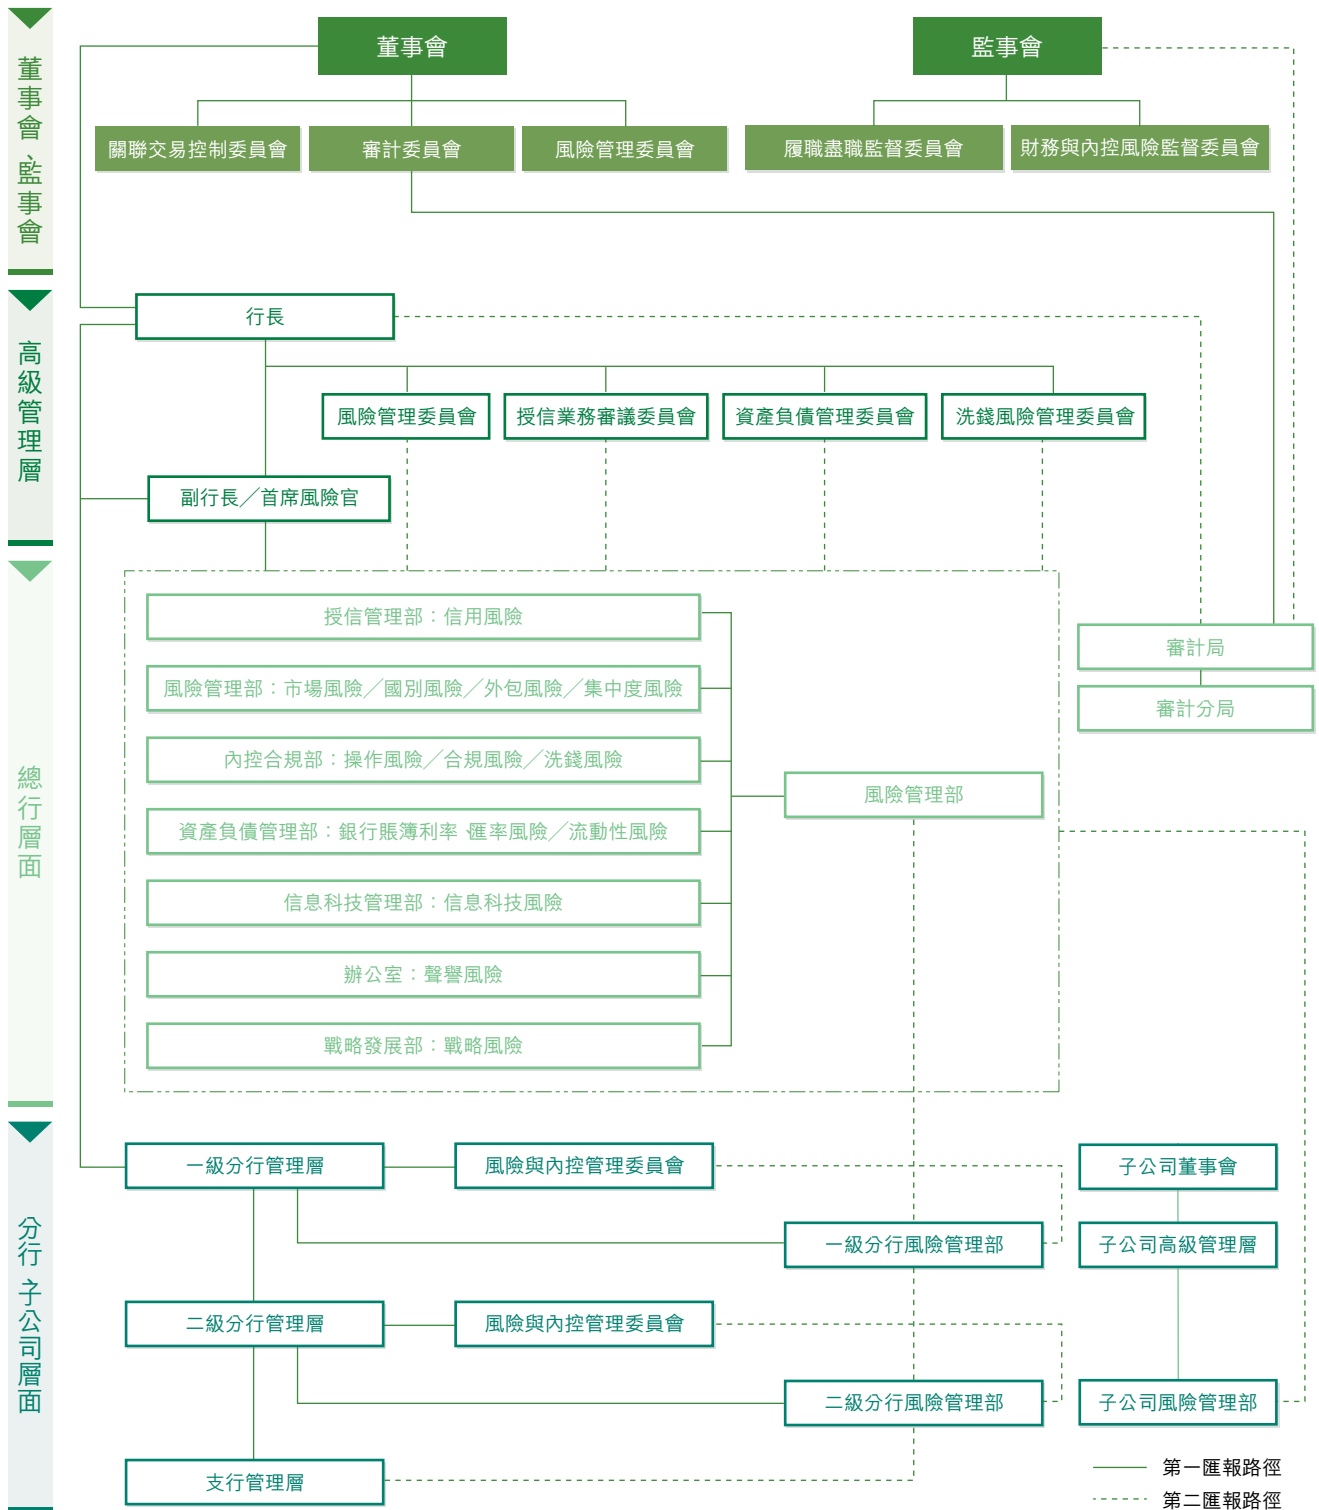 董事會、監事會
董事會
監事會
關聯交易控制委員會
審計委員會
風險管理委員會
履職盡職監督委員會
財務與內控風險監督委員會
高級管理層
行長
風險管理委員會
授信業務審議委員會
資產負債管理委員會
洗錢風險管理委員會
副行長╱首席風險官
總行層面
授信管理部：信用風險
風險管理部：市場風險╱國別風險╱外包風險╱集中度風險
內控合規部：操作風險╱合規風險╱洗錢風險
資產負債管理部：銀行賬簿利率、匯率風險╱流動性風險
信息科技管理部：信息科技風險
辦公室：聲譽風險
戰略發展部：戰略風險
風險管理部
審計局
審計分局
分行、子公司層面
一級分行管理層
風險與內控管理委員會
子公司董事會
一級分行風險管理部
子公司高級管理層
二級分行管理層
風險與內控管理委員會
二級分行風險管理部
子公司風險管理部
支行管理層
第一匯報路徑
第二匯報路徑